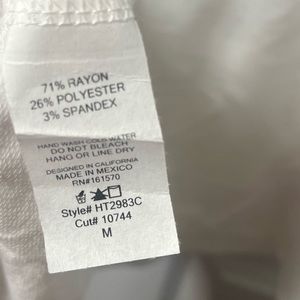 71% RAYON
26% POLYESTER
3% SPANDEX
HAND WASH COLD WATER
DO NOT BLEACH
HANG OR LINE DRY
DESIGNED IN CALIFORNIA
MADE IN MEXICO
RN#161570
Style# HT2983C
Cut# 10744
M